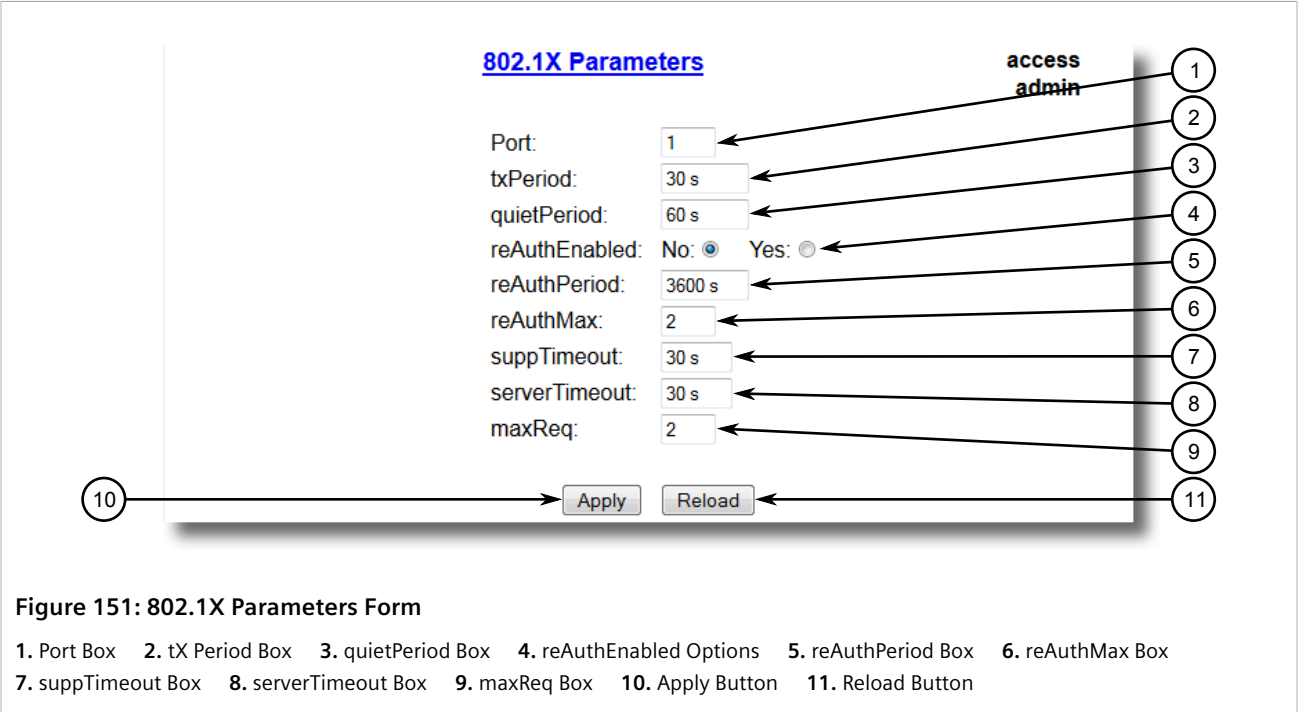 802.1X Parameters
access
admin
1
Port: 1
2
txPeriod: 30 s
3
quietPeriod: 60 s
4
reAuthEnabled: No: Yes:
5
reAuthPeriod: 3600 s
6
reAuthMax: 2
7
suppTimeout: 30 s
8
serverTimeout: 30 s
9
maxReq: 2
10
Apply Reload
11
Figure 151: 802.1X Parameters Form
1. Port Box 2. tX Period Box 3. quietPeriod Box 4. reAuthEnabled Options 5. reAuthPeriod Box 6. reAuthMax Box
7. suppTimeout Box 8. serverTimeout Box 9. maxReq Box 10. Apply Button 11. Reload Button